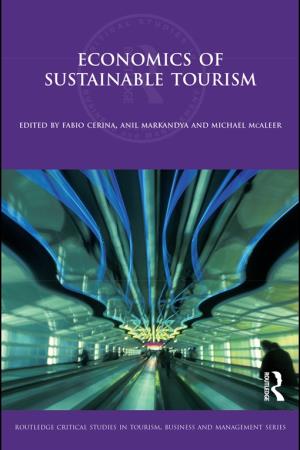 ECONOMICS OF
SUSTAINABLE TOURISM
EDITED BY FABIO CERINA, ANIL MARKANDYA AND MICHAEL McALEER
ROUTLEDGE
ROUTLEDGE CRITICAL STUDIES IN TOURISM, BUSINESS AND MANAGEMENT SERIES